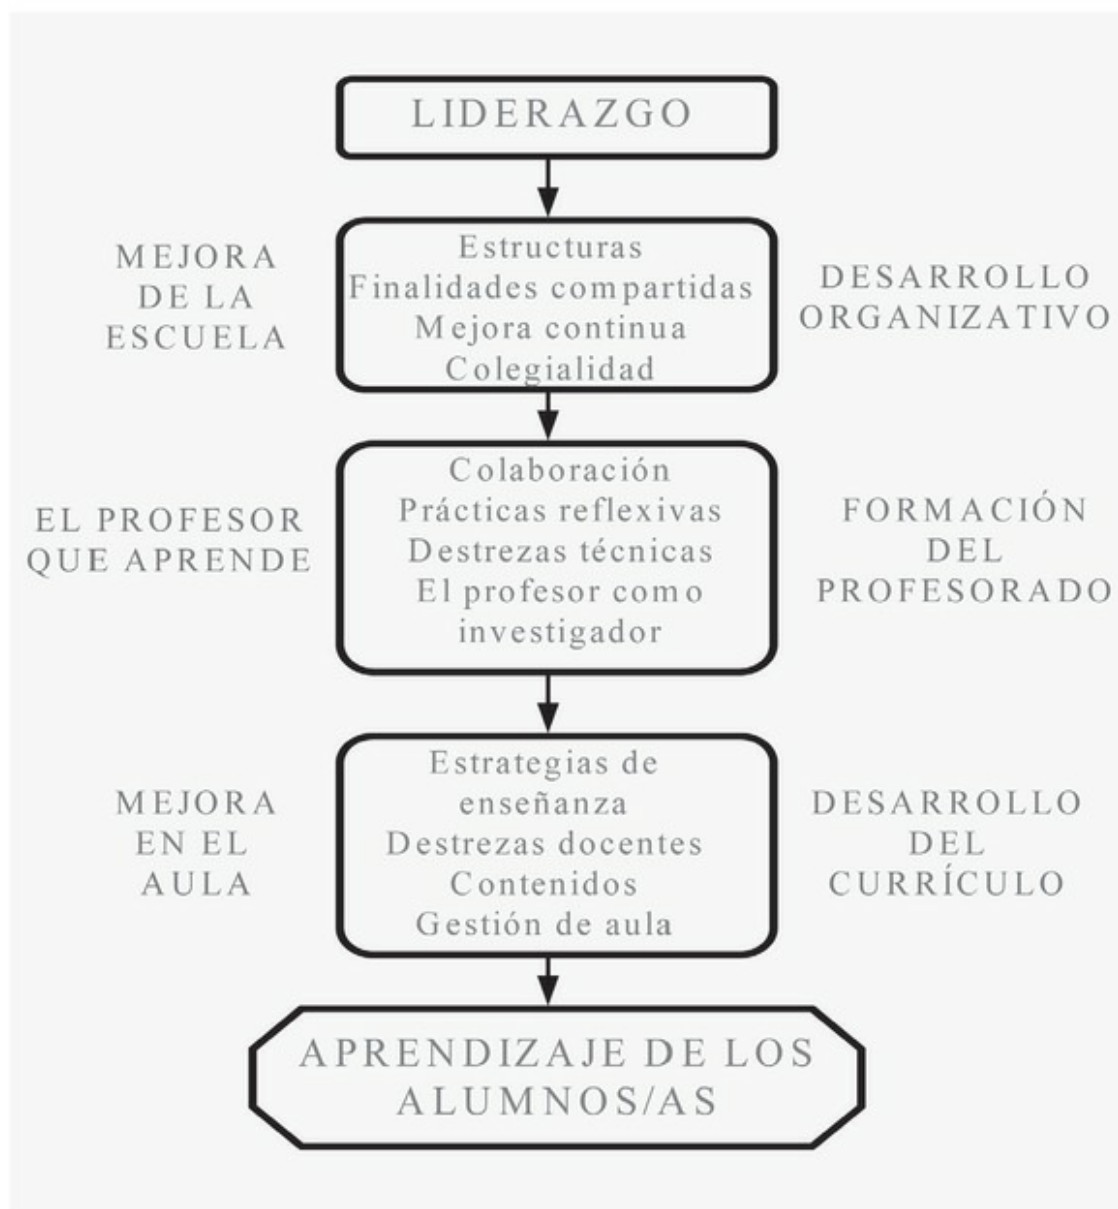 LIDERAZGO
MEJORA
DE LA
ESCUELA
Estructuras
Finalidades compartidas
Mejora continua
Colegialidad
DESARROLLO
ORGANIZATIVO
EL PROFESOR
QUE APRENDE
Colaboración
Prácticas reflexivas
Destrezas técnicas
El profesor como
investigador
FORMACIÓN
DEL
PROFESORADO
MEJORA
EN EL
AULA
Estrategias de
enseñanza
Destrezas docentes
Contenidos
Gestión de aula
DESARROLLO
DEL
CURRÍCULO
APRENDIZAJE DE LOS
ALUMNOS/AS